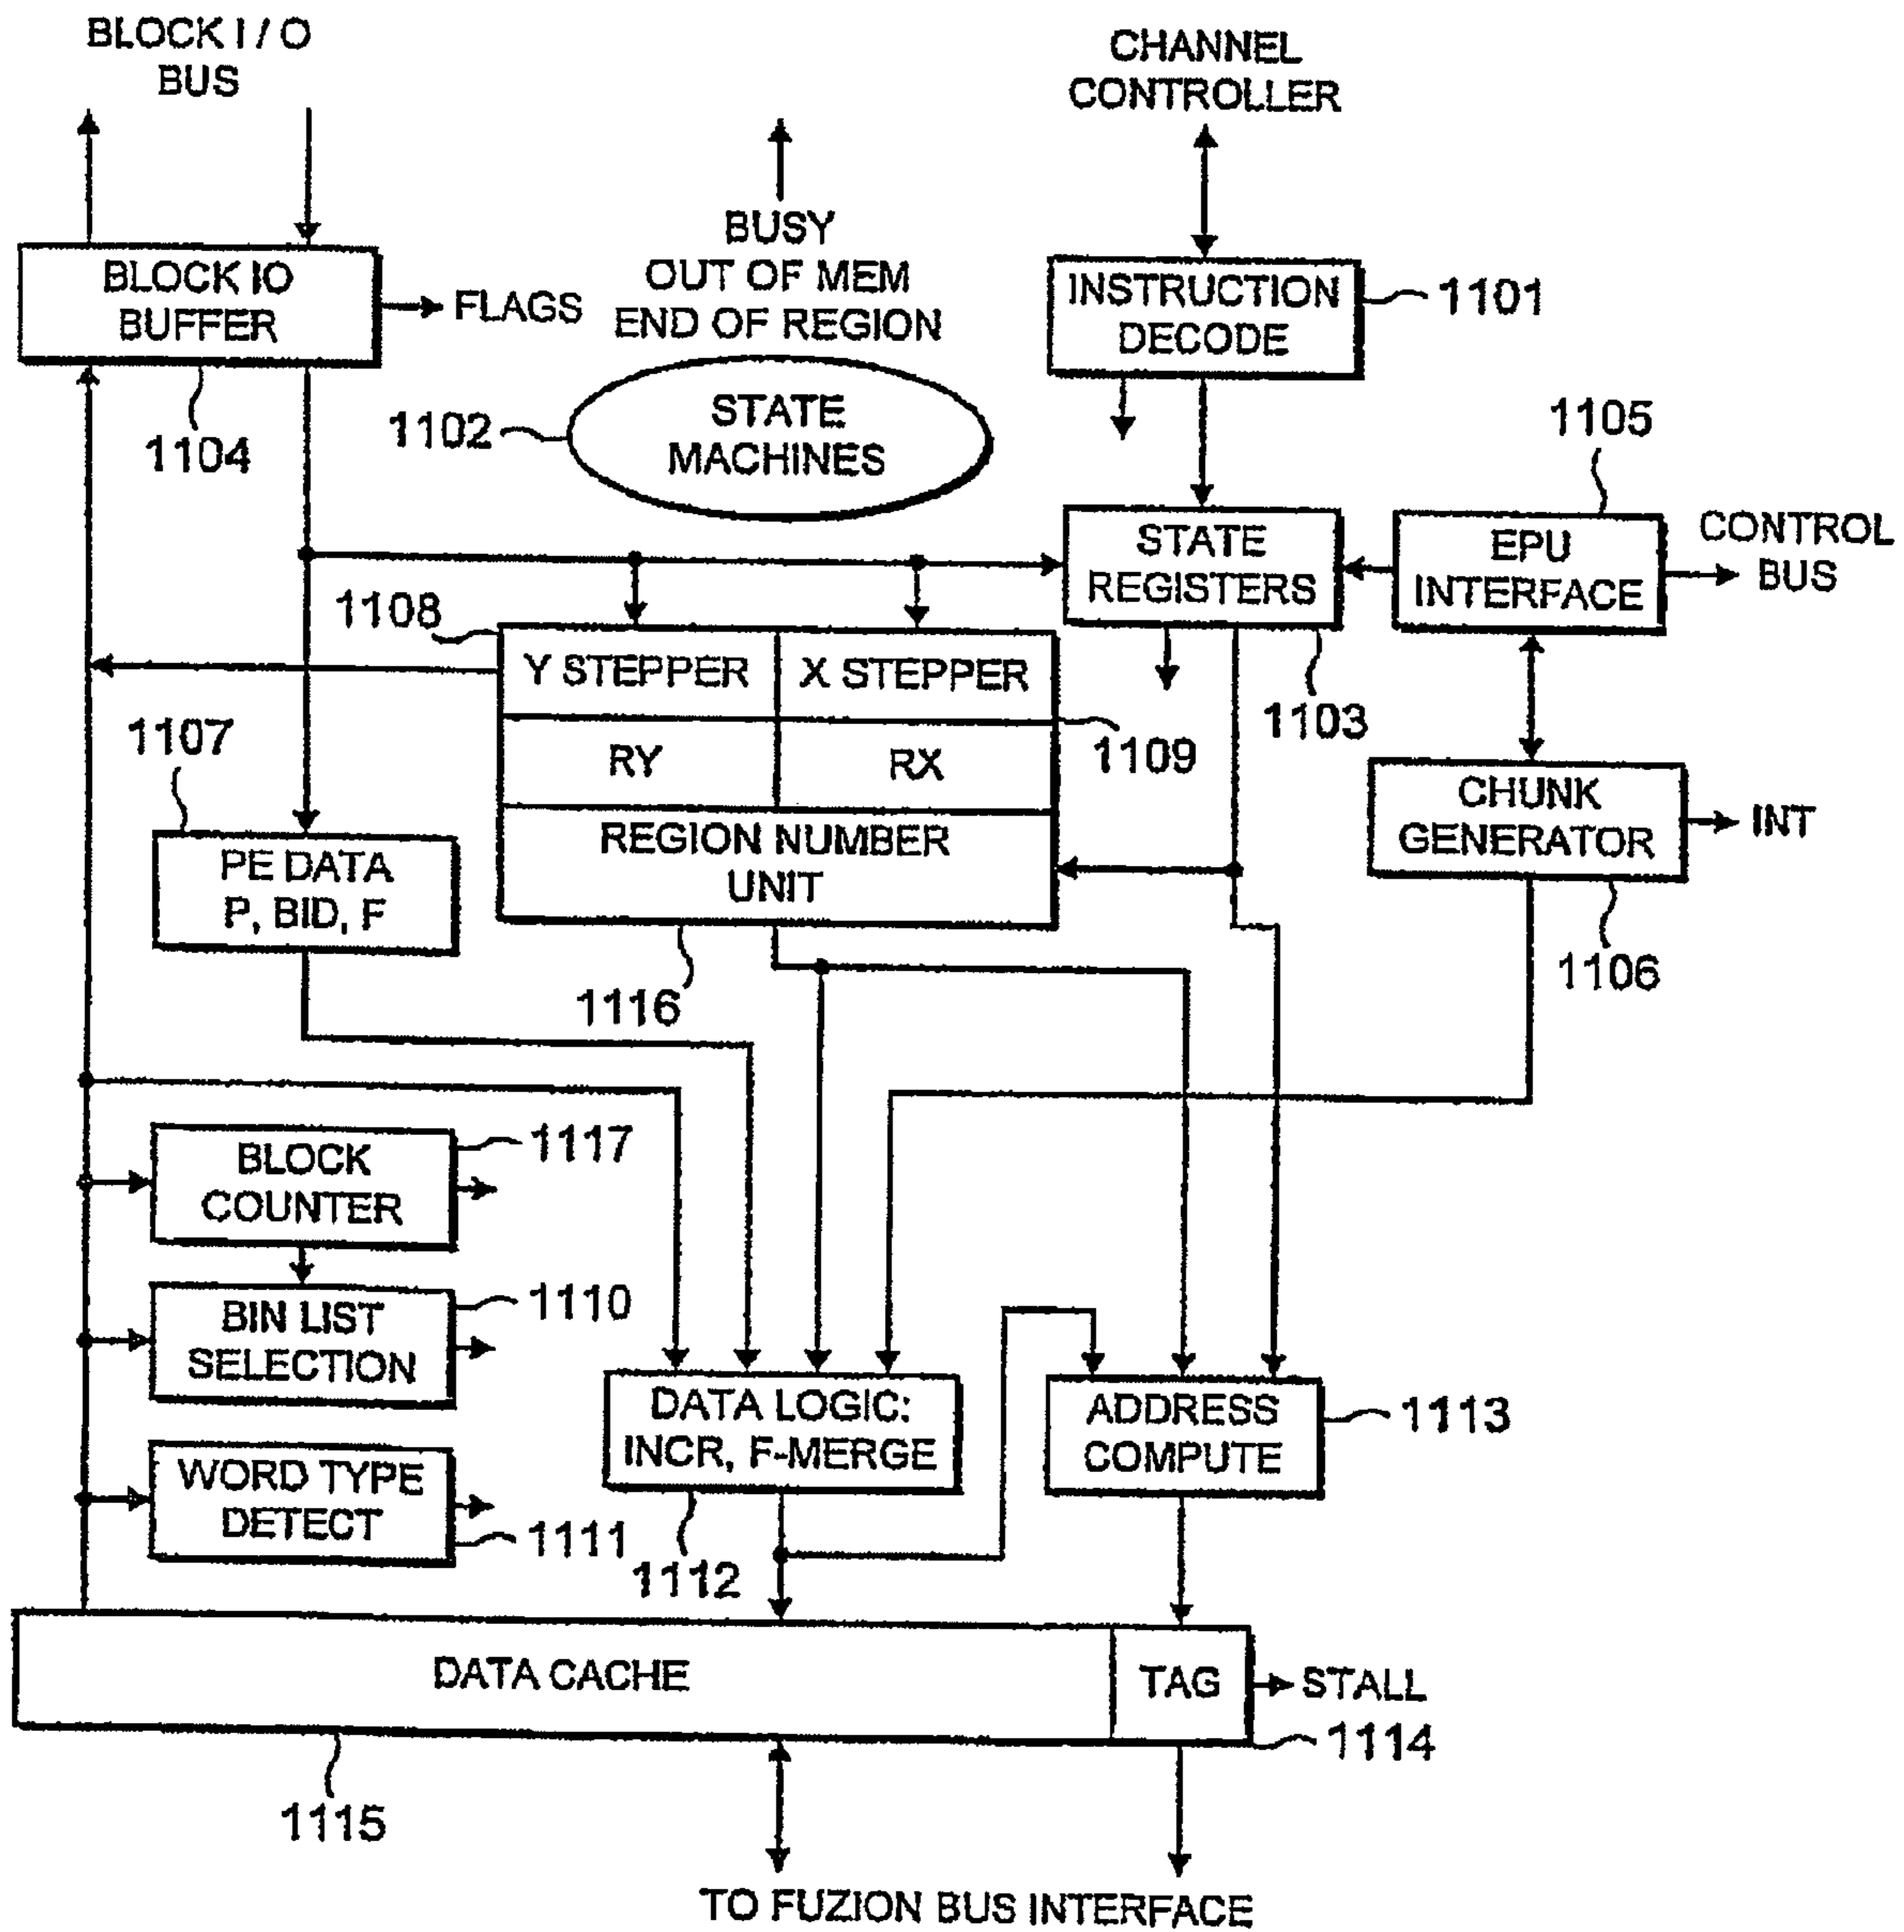 BLOCK I / O
BUS
CHANNEL
CONTROLLER
BUSY
OUT OF MEM
END OF REGION
BLOCK IO
BUFFER
FLAGS
INSTRUCTION
DECODE
1101
1104
1102
STATE
MACHINES
1105
STATE
REGISTERS
EPU
INTERFACE
CONTROL
BUS
1108
Y STEPPER
X STEPPER
1103
1107
RY
RX
1109
CHUNK
GENERATOR
INT
PE DATA
P, BID, F
REGION NUMBER
UNIT
1116
1106
BLOCK
COUNTER
1117
BIN LIST
SELECTION
1110
WORD TYPE
DETECT
1111
DATA LOGIC:
INCR, F-MERGE
1112
ADDRESS
COMPUTE
1113
DATA CACHE
TAG
STALL
1114
1115
TO FUZION BUS INTERFACE